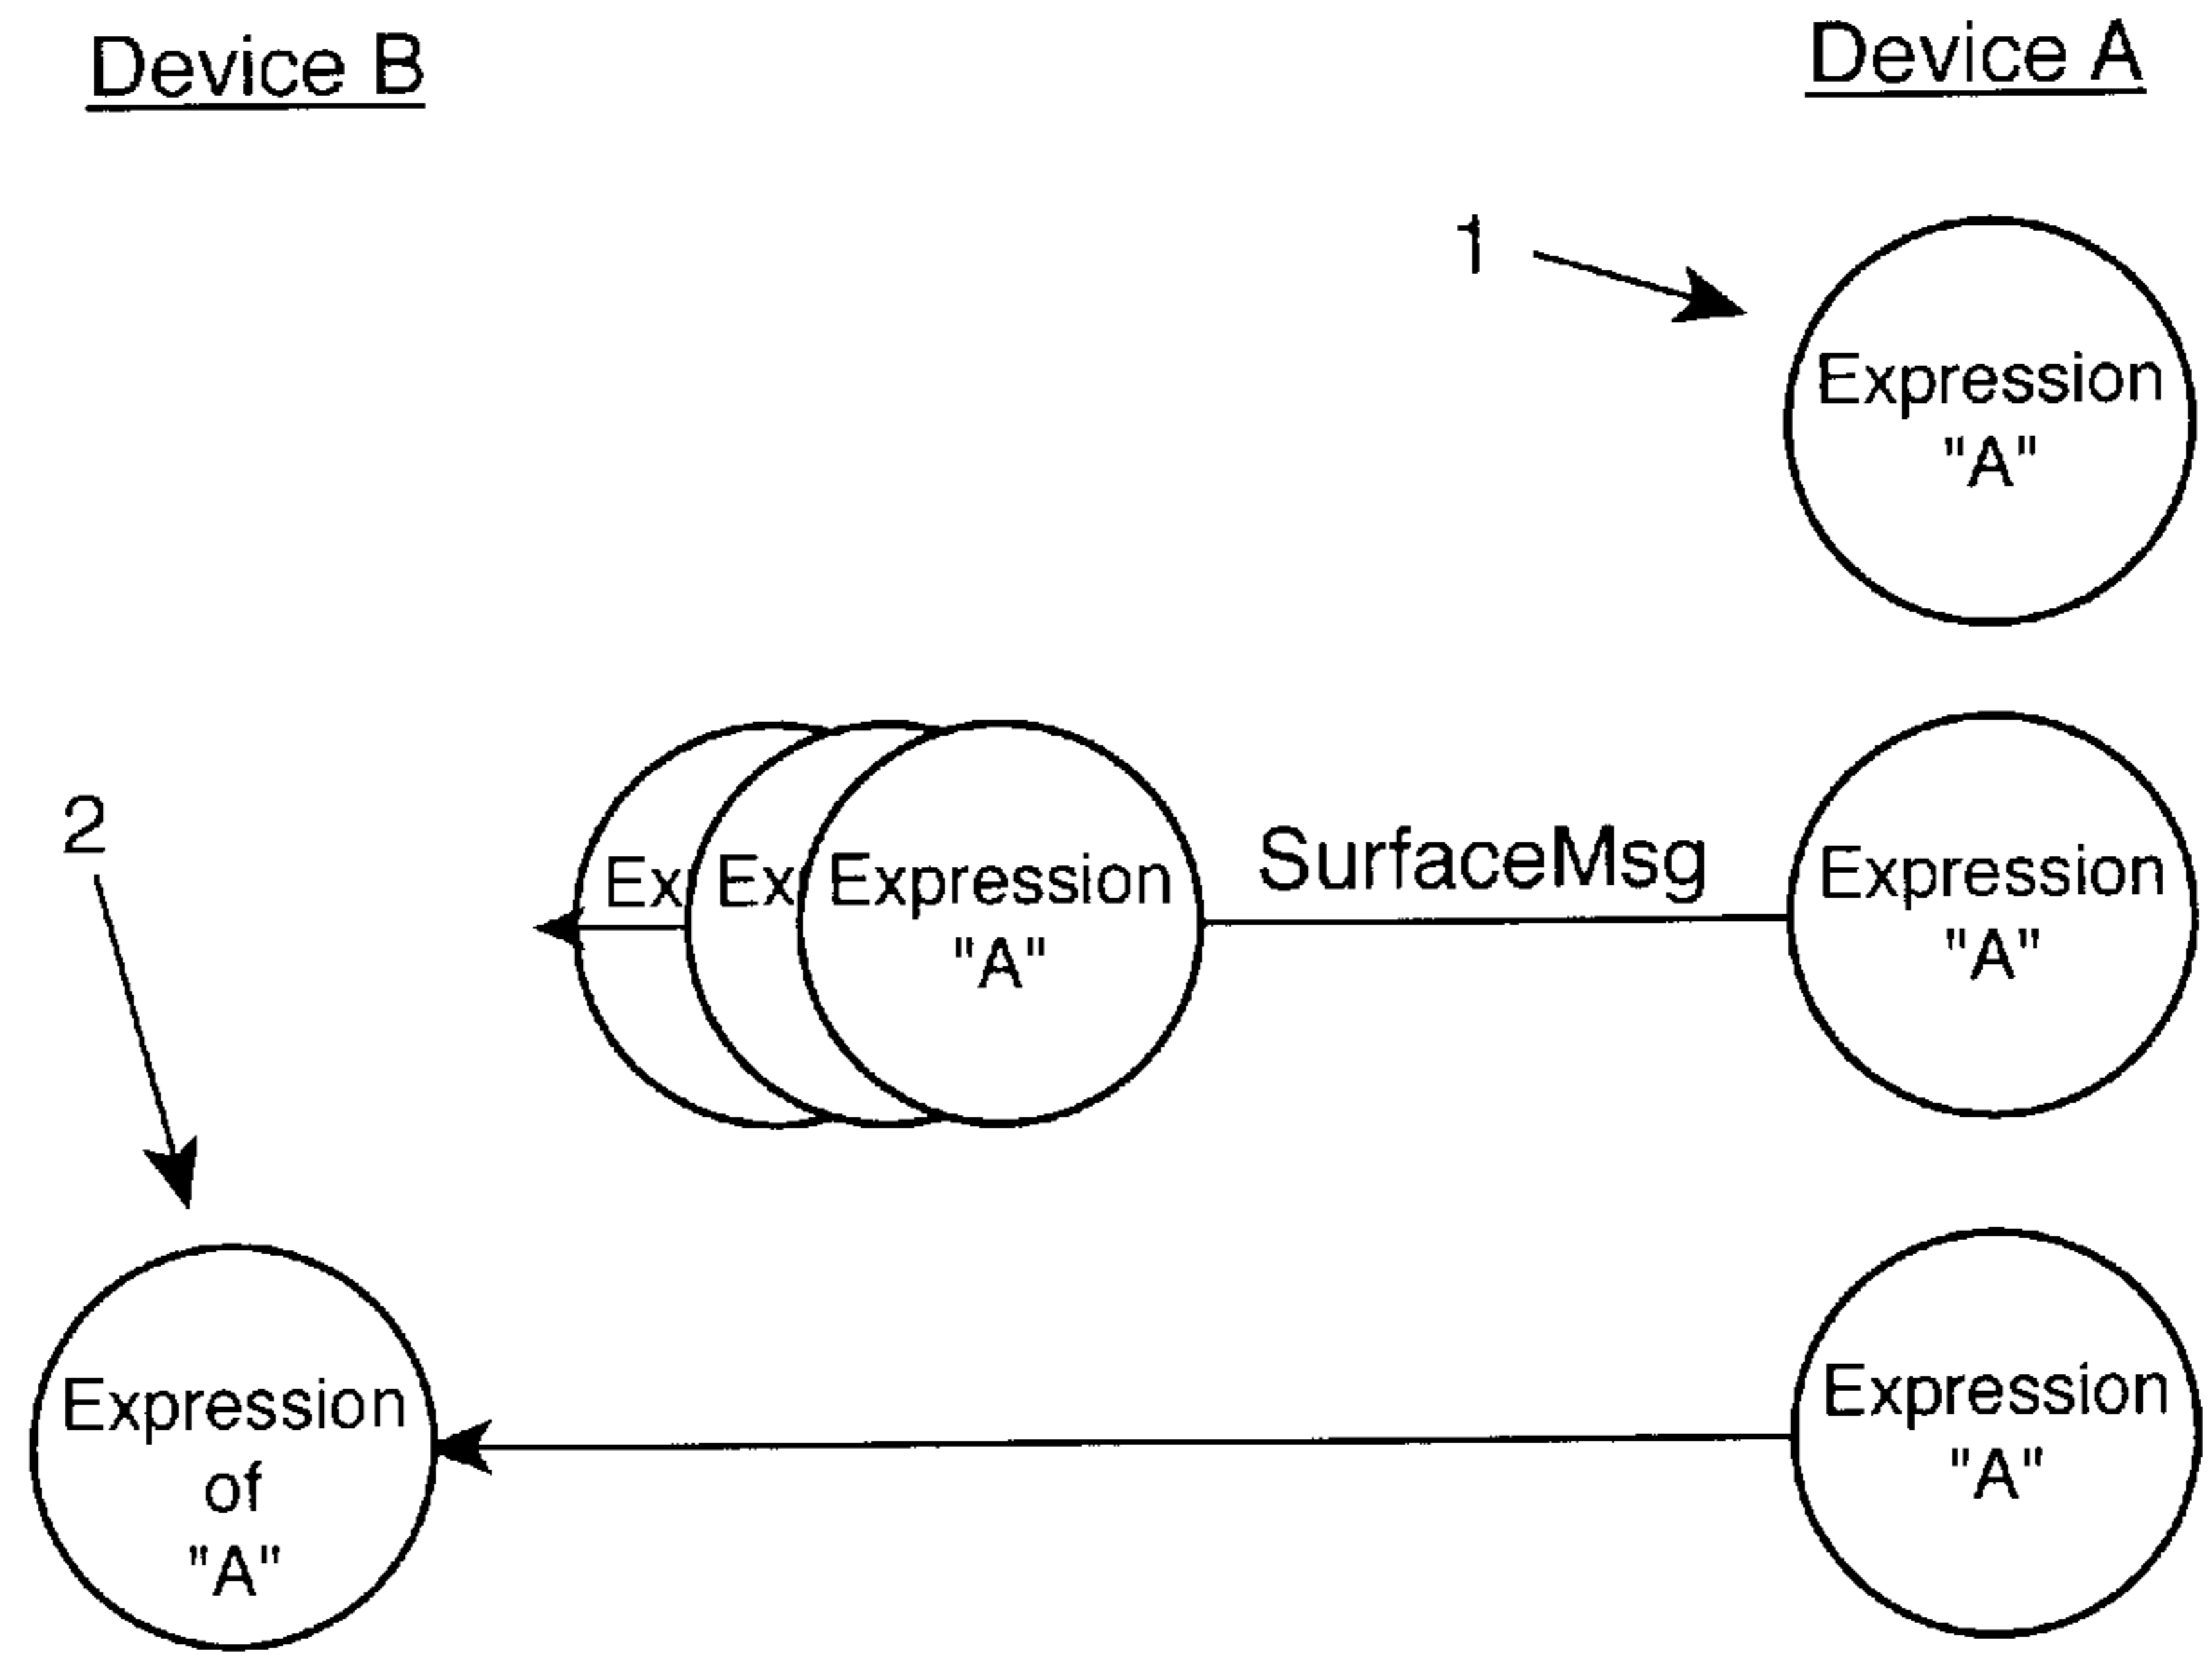 Device B
Device A
1
Expression
"A"
2
Ex
Ex
Expression
"A"
SurfaceMsg
Expression
"A"
Expression
of
"A"
Expression
"A"